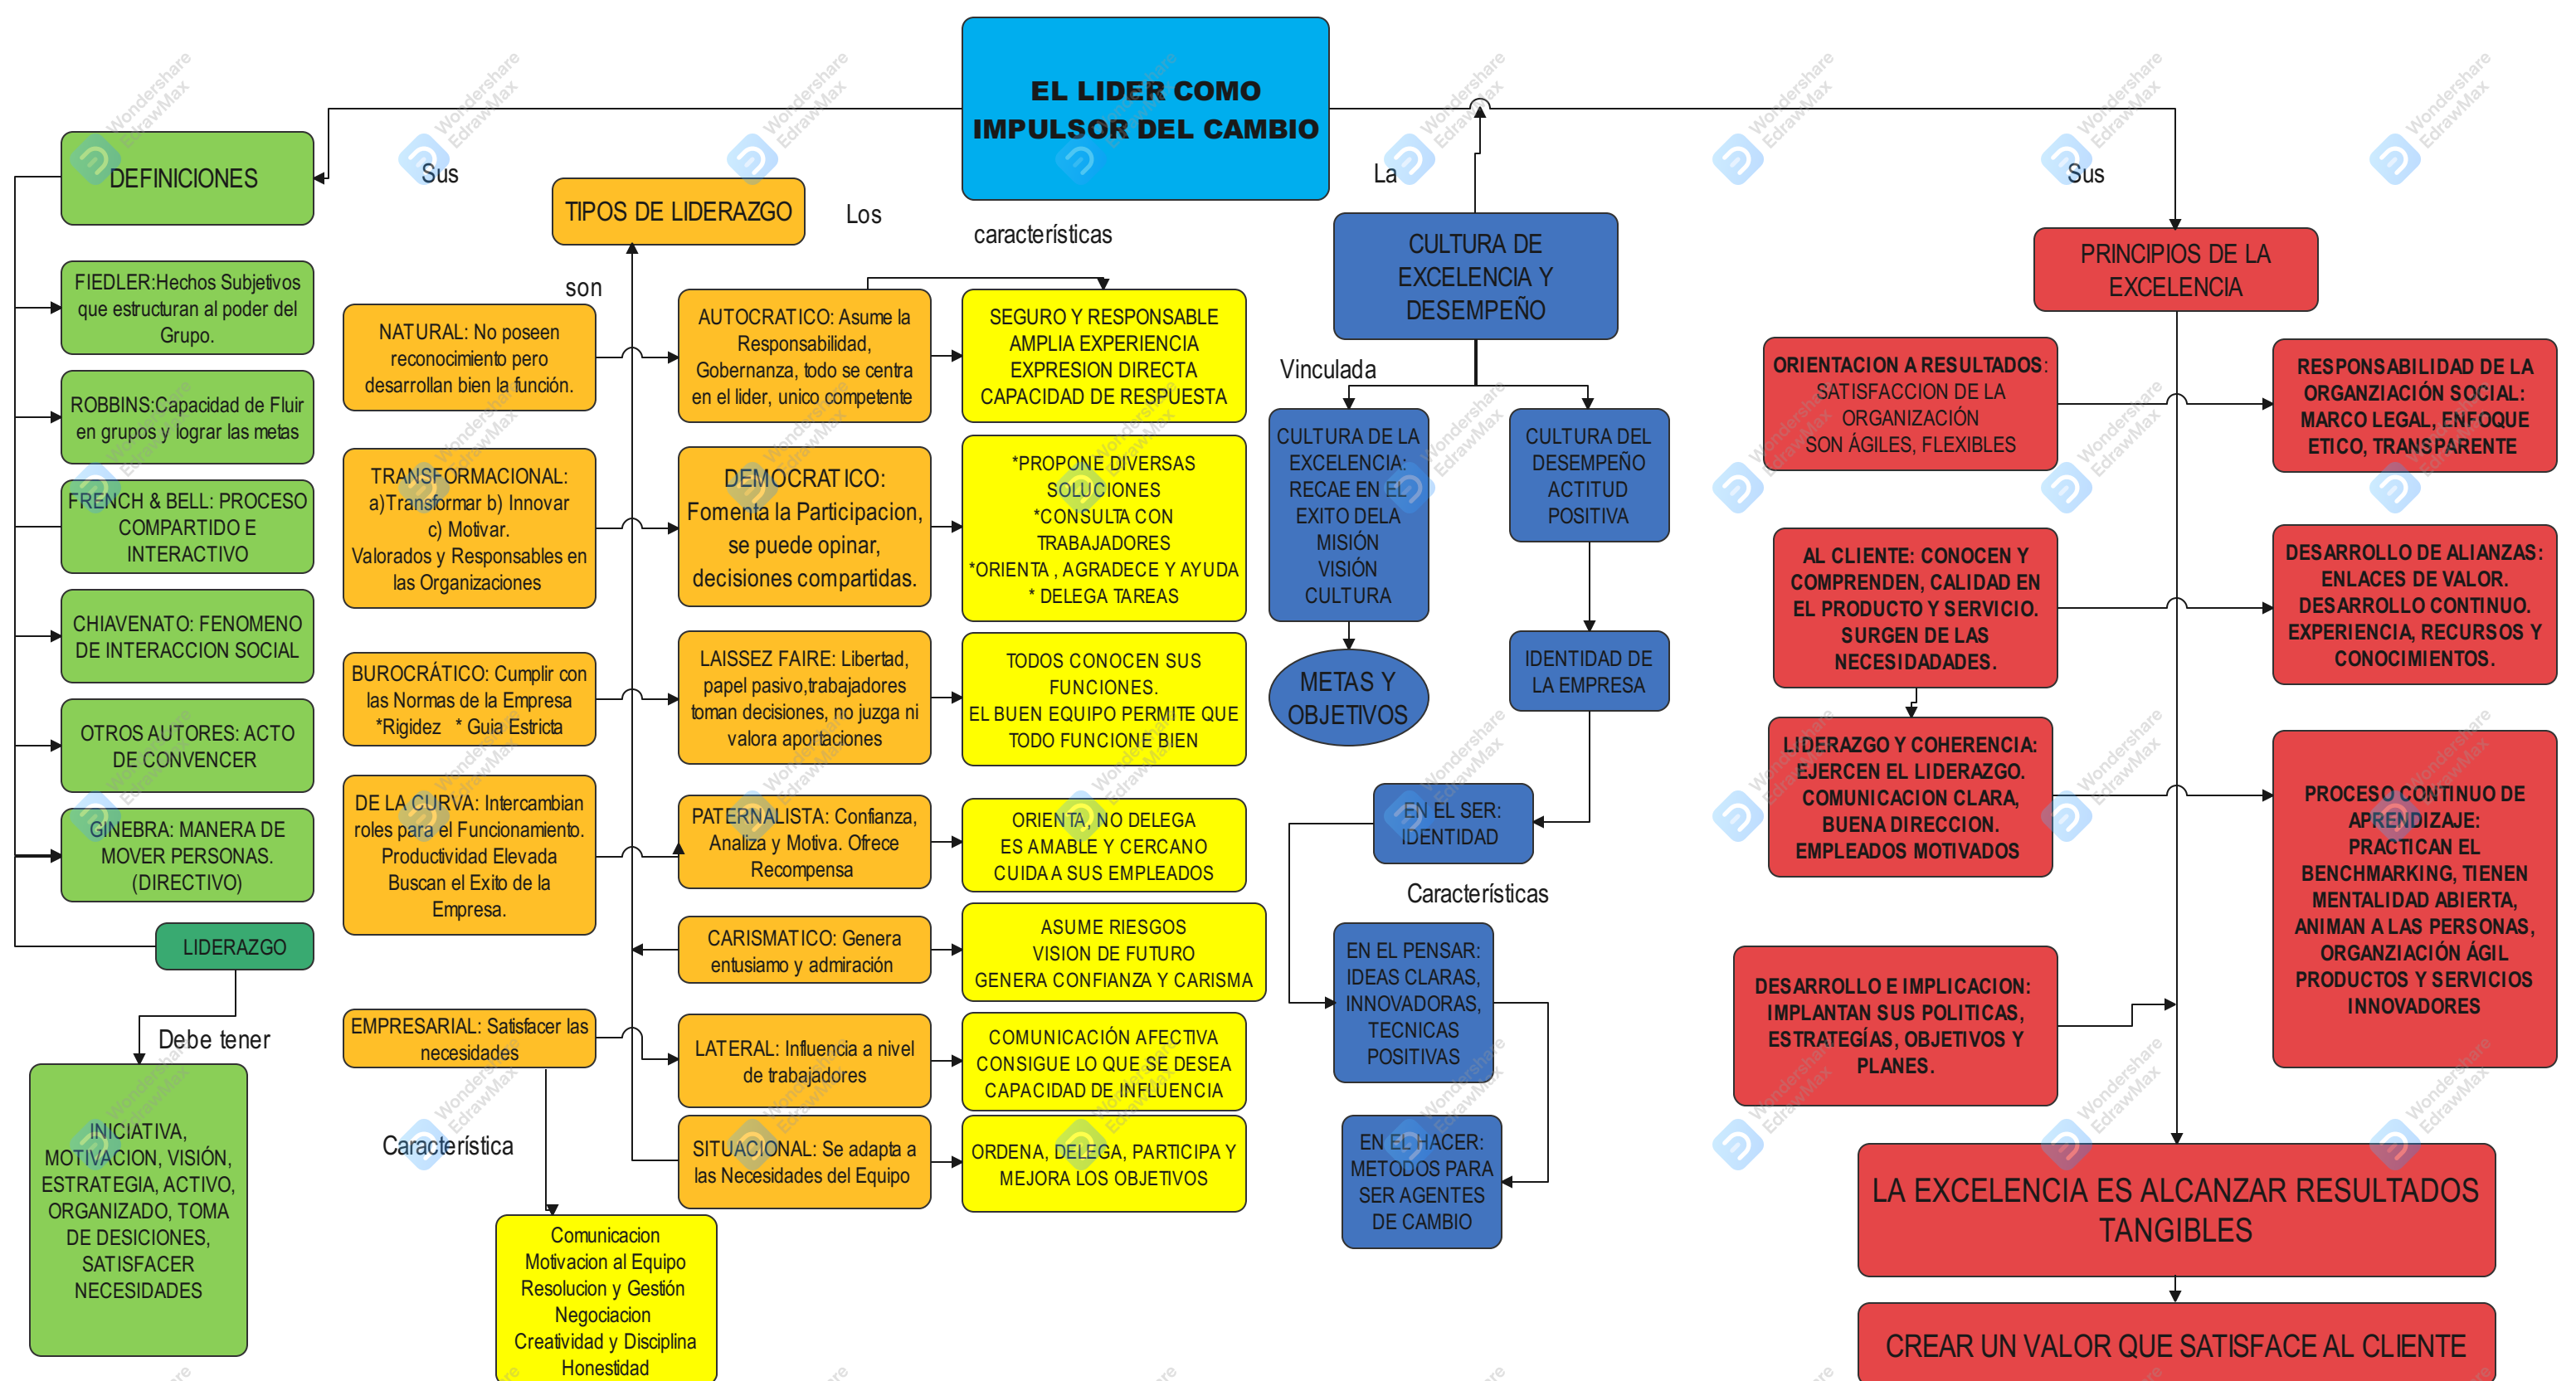 EL LIDER COMO
IMPULSOR DEL CAMBIO
Sus
DEFINICIONES
FIEDLER:Hechos Subjetivos
que estructuran al poder del
Grupo.
ROBBINS:Capacidad de Fluir
en grupos y lograr las metas
FRENCH & BELL: PROCESO
COMPARTIDO E
INTERACTIVO
CHIAVENATO: FENOMENO
DE INTERACCION SOCIAL
OTROS AUTORES: ACTO
DE CONVENCER
GINEBRA: MANERA DE
MOVER PERSONAS.
(DIRECTIVO)
LIDERAZGO
Debe tener
INICIATIVA,
MOTIVACION, VISIÓN,
ESTRATEGIA, ACTIVO,
ORGANIZADO, TOMA
DE DESICIONES,
SATISFACER
NECESIDADES
Los
TIPOS DE LIDERAZGO
son
NATURAL: No poseen
reconocimiento pero
desarrollan bien la función.
TRANSFORMACIONAL:
a)Transformar b) Innovar
c) Motivar.
Valorados y Responsables en
las Organizaciones
BUROCRÁTICO: Cumplir con
las Normas de la Empresa
*Rigidez * Guia Estricta
DE LA CURVA: Intercambian
roles para el Funcionamiento.
Productividad Elevada
Buscan el Exito de la
Empresa.
EMPRESARIAL: Satisfacer las
necesidades
Característica
Comunicacion
Motivacion al Equipo
Resolucion y Gestión
Negociacion
Creatividad y Disciplina
Honestidad
AUTOCRATICO: Asume la
Responsabilidad,
Gobernanza, todo se centra
en el lider, unico competente
DEMOCRATICO:
Fomenta la Participacion,
se puede opinar,
decisiones compartidas.
LAISSEZ FAIRE: Libertad,
papel pasivo,trabajadores
toman decisiones, no juzga ni
valora aportaciones
PATERNALISTA: Confianza,
Analiza y Motiva. Ofrece
Recompensa
CARISMATICO: Genera
entusiamo y admiración
LATERAL: Influencia a nivel
de trabajadores
SITUACIONAL: Se adapta a
las Necesidades del Equipo
características
SEGURO Y RESPONSABLE
AMPLIA EXPERIENCIA
EXPRESION DIRECTA
CAPACIDAD DE RESPUESTA
*PROPONE DIVERSAS
SOLUCIONES
*CONSULTA CON
TRABAJADORES
*ORIENTA , AGRADECE Y AYUDA
* DELEGA TAREAS
TODOS CONOCEN SUS
FUNCIONES.
EL BUEN EQUIPO PERMITE QUE
TODO FUNCIONE BIEN
ORIENTA, NO DELEGA
ES AMABLE Y CERCANO
CUIDA A SUS EMPLEADOS
ASUME RIESGOS
VISION DE FUTURO
GENERA CONFIANZA Y CARISMA
COMUNICACIÓN AFECTIVA
CONSIGUE LO QUE SE DESEA
CAPACIDAD DE INFLUENCIA
ORDENA, DELEGA, PARTICIPA Y
MEJORA LOS OBJETIVOS
La
CULTURA DE
EXCELENCIA Y
DESEMPEÑO
Vinculada
CULTURA DE LA
EXCELENCIA:
RECAE EN EL
EXITO DELA
MISIÓN
VISIÓN
CULTURA
METAS Y
OBJETIVOS
CULTURA DEL
DESEMPEÑO
ACTITUD
POSITIVA
IDENTIDAD DE
LA EMPRESA
EN EL SER:
IDENTIDAD
Características
EN EL PENSAR:
IDEAS CLARAS,
INNOVADORAS,
TECNICAS
POSITIVAS
EN EL HACER:
METODOS PARA
SER AGENTES
DE CAMBIO
Sus
PRINCIPIOS DE LA
EXCELENCIA
ORIENTACION A RESULTADOS:
SATISFACCION DE LA
ORGANIZACIÓN
SON ÁGILES, FLEXIBLES
RESPONSABILIDAD DE LA
ORGANZIACIÓN SOCIAL:
MARCO LEGAL, ENFOQUE
ETICO, TRANSPARENTE
AL CLIENTE: CONOCEN Y
COMPRENDEN, CALIDAD EN
EL PRODUCTO Y SERVICIO.
SURGEN DE LAS
NECESIDADADES.
DESARROLLO DE ALIANZAS:
ENLACES DE VALOR.
DESARROLLO CONTINUO.
EXPERIENCIA, RECURSOS Y
CONOCIMIENTOS.
LIDERAZGO Y COHERENCIA:
EJERCEN EL LIDERAZGO.
COMUNICACION CLARA,
BUENA DIRECCION.
EMPLEADOS MOTIVADOS
PROCESO CONTINUO DE
APRENDIZAJE:
PRACTICAN EL
BENCHMARKING, TIENEN
MENTALIDAD ABIERTA,
ANIMAN A LAS PERSONAS,
ORGANZIACIÓN ÁGIL
PRODUCTOS Y SERVICIOS
INNOVADORES
DESARROLLO E IMPLICACION:
IMPLANTAN SUS POLITICAS,
ESTRATEGÍAS, OBJETIVOS Y
PLANES.
LA EXCELENCIA ES ALCANZAR RESULTADOS
TANGIBLES
CREAR UN VALOR QUE SATISFACE AL CLIENTE
Wondershare
EdrawMax